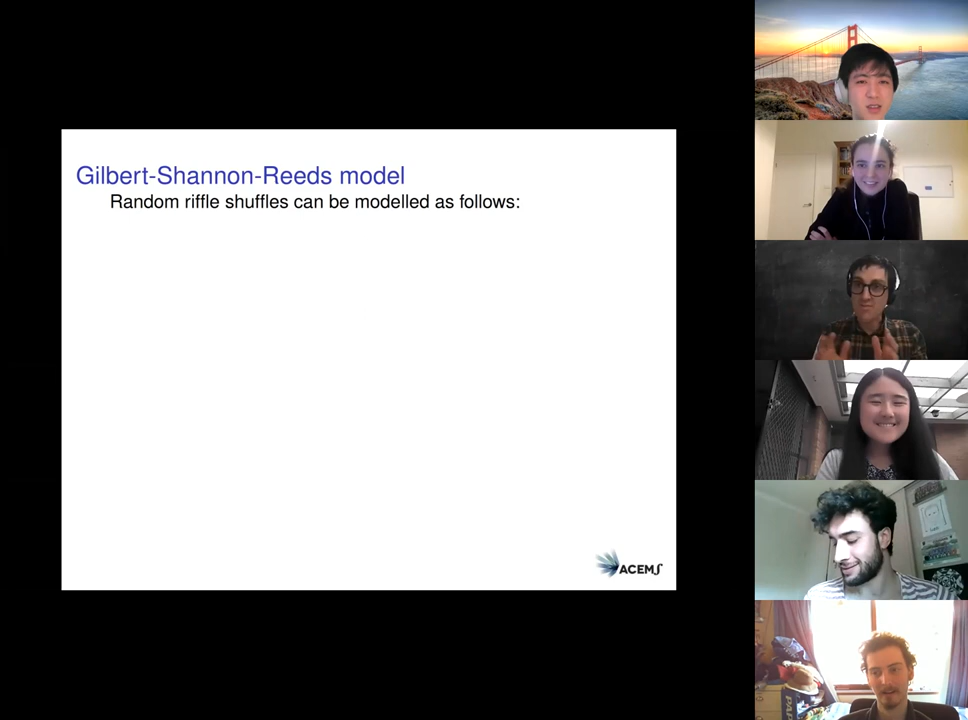 Gilbert-Shannon-Reeds model
Random riffle shuffles can be modelled as follows:
ACEMS